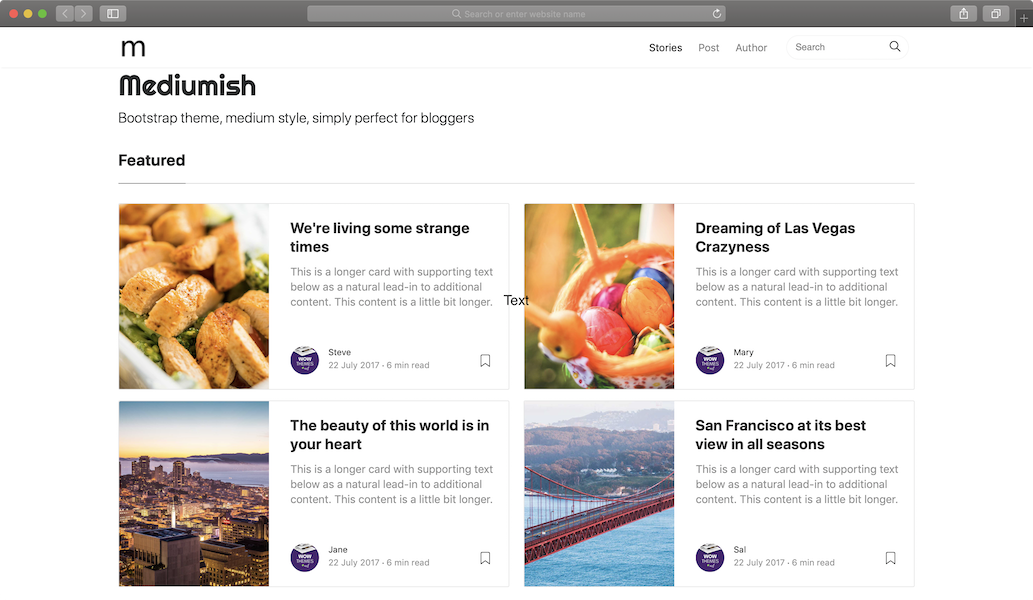 Search or enter website name
m
Stories Post Author Search
Mediumish
Bootstrap theme, medium style, simply perfect for bloggers
Featured
We're living some strange
times
This is a longer card with supporting text
below as a natural lead-in to additional
content. This content is a little bit longer.
WOW
THEMES
Steve
22 July 2017 · 6 min read
Text
Dreaming of Las Vegas
Crazyness
This is a longer card with supporting text
below as a natural lead-in to additional
content. This content is a little bit longer.
WOW
THEMES
Mary
22 July 2017 · 6 min read
The beauty of this world is in
your heart
This is a longer card with supporting text
below as a natural lead-in to additional
content. This content is a little bit longer.
WOW
THEMES
Jane
22 July 2017 · 6 min read
San Francisco at its best
view in all seasons
This is a longer card with supporting text
below as a natural lead-in to additional
content. This content is a little bit longer.
WOW
THEMES
Sal
22 July 2017 · 6 min read